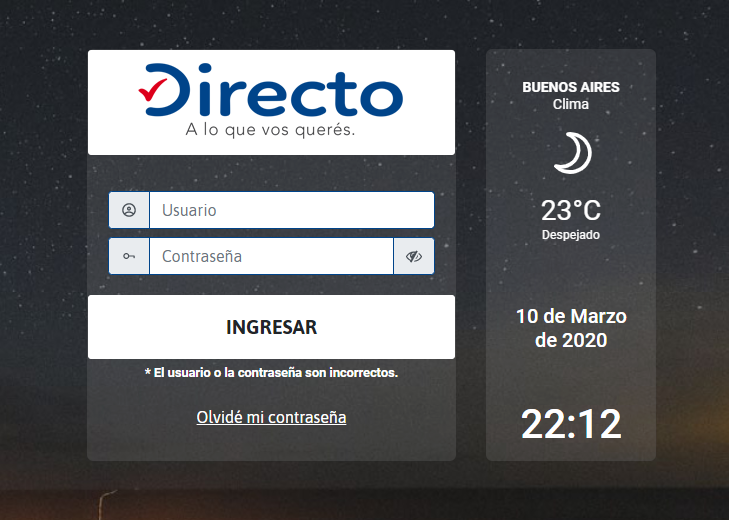 Directo
A lo que vos querés.
Usuario
Contraseña
INGRESAR
* El usuario o la contraseña son incorrectos.
Olvidé mi contraseña
BUENOS AIRES
Clima
23°C
Despejado
10 de Marzo
de 2020
22:12